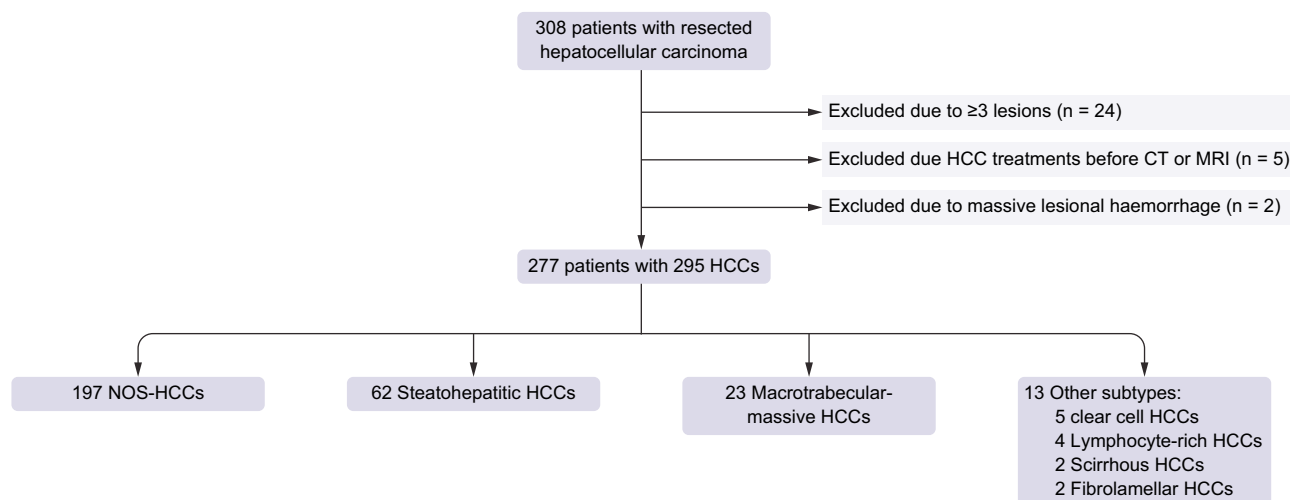 308 patients with resected
hepatocellular carcinoma
Excluded due to ≥3 lesions (n = 24)
Excluded due HCC treatments before CT or MRI (n = 5)
Excluded due to massive lesional haemorrhage (n = 2)
277 patients with 295 HCCs
197 NOS-HCCs
62 Steatohepatitic HCCs
23 Macrotrabecular-
massive HCCs
13 Other subtypes:
5 clear cell HCCs
4 Lymphocyte-rich HCCs
2 Scirrhous HCCs
2 Fibrolamellar HCCs